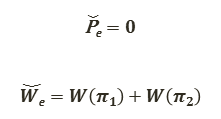 P̆ₑ = 0
W̆ₑ = W(π₁) + W(π₂)